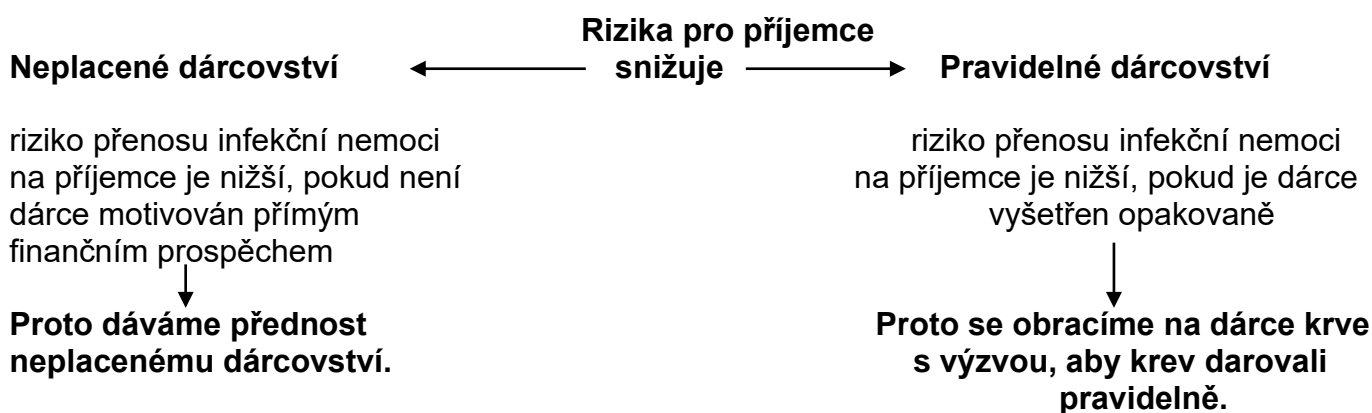 Rizika pro příjemce
Neplacené dárcovství snižuje Pravidelné dárcovství
riziko přenosu infekční nemoci
na příjemce je nižší, pokud není
dárce motivován přímým
finančním prospěchem
Proto dáváme přednost
neplacenému dárcovství.
riziko přenosu infekční nemoci
na příjemce je nižší, pokud je dárce
vyšetřen opakovaně
Proto se obracíme na dárce krve
s výzvou, aby krev darovali
pravidelně.